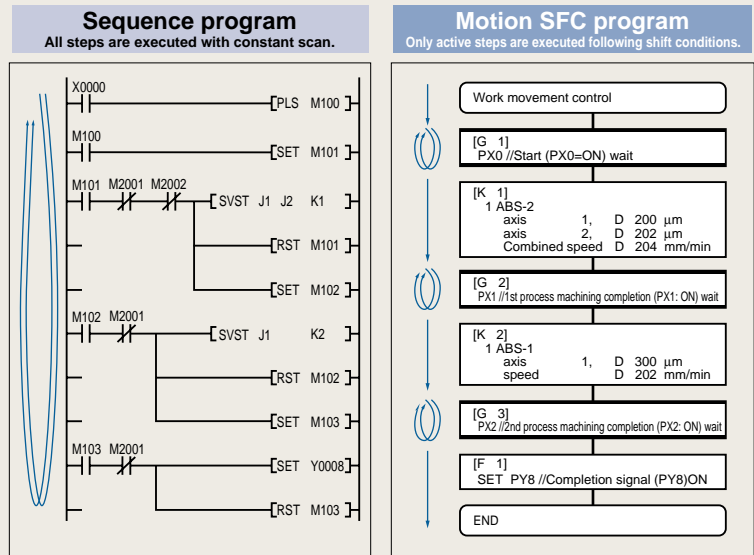 Sequence program
All steps are executed with constant scan.
X0000
PLS M100
M100
SET M101
M101 M2001 M2002
SVST J1 J2 K1
RST M101
SET M102
M102 M2001
SVST J1 K2
RST M102
SET M103
M103 M2001
SET Y0008
RST M103
Motion SFC program
Only active steps are executed following shift conditions.
Work movement control
[G 1]
PX0 //Start (PX0=ON) wait
[K 1]
1 ABS-2
axis 1, D 200 µm
axis 2, D 202 µm
Combined speed D 204 mm/min
[G 2]
PX1 //1st process machining completion (PX1: ON) wait
[K 2]
1 ABS-1
axis 1, D 300 µm
speed D 202 mm/min
[G 3]
PX2 //2nd process machining completion (PX2: ON) wait
[F 1]
SET PY8 //Completion signal (PY8)ON
END